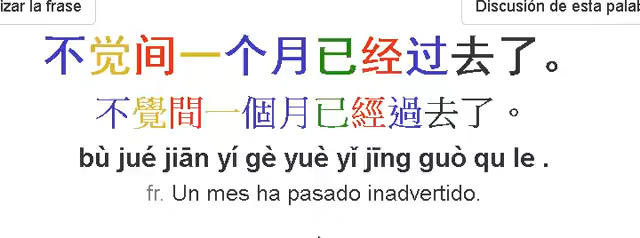 izar la frase Discusión de esta palab
不觉间一个月已经过去了。
不覺間一個月已經過去了。
bù jué jiān yí gè yuè yǐ jīng guò qu le .
fr. Un mes ha pasado inadvertido.